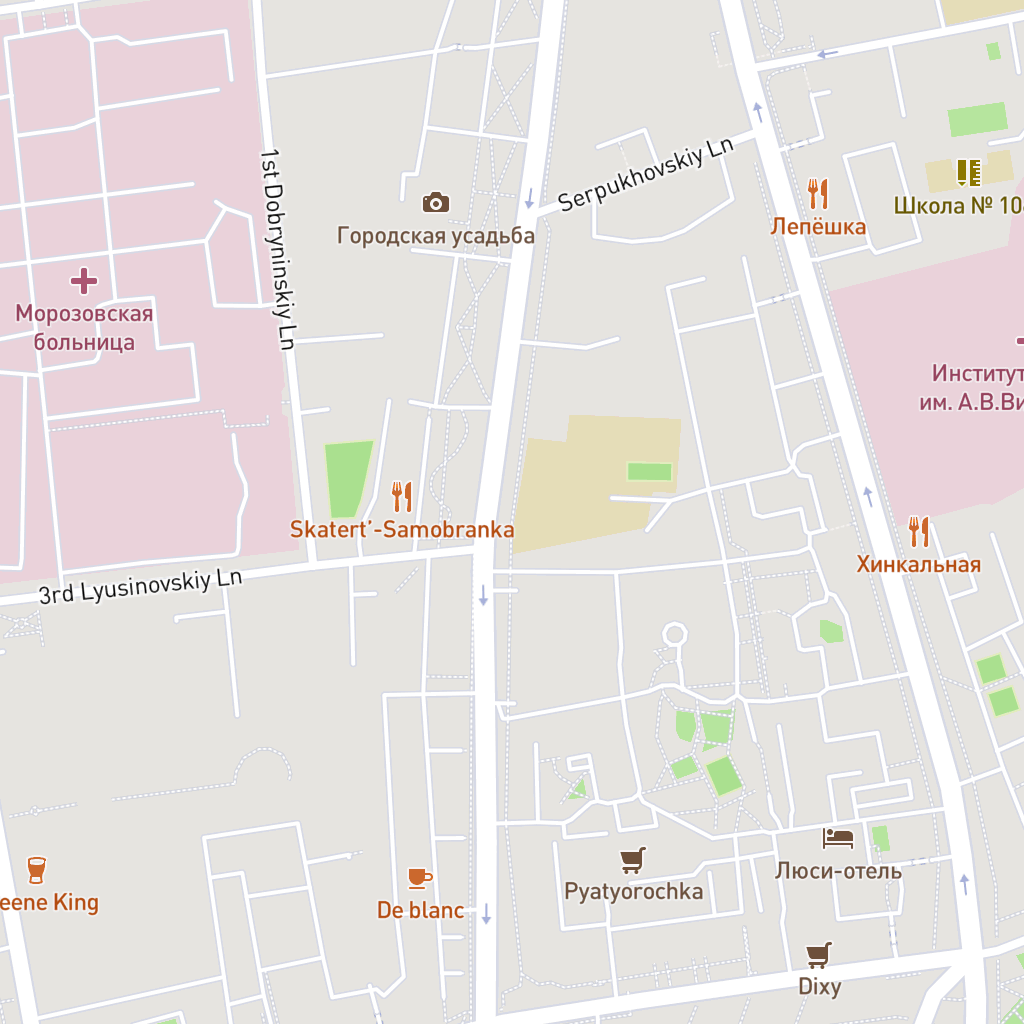 Serpukhovskiy Ln
1st Dobryninskiy Ln
Школа № 10
Лепёшка
Городская усадьба
Морозовская
больница
Институт
им. А.В.Ви
Skatert’-Samobranka
Хинкальная
3rd Lyusinovskiy Ln
Люси-отель
Pyatyorochka
eene King
De blanc
Dixy